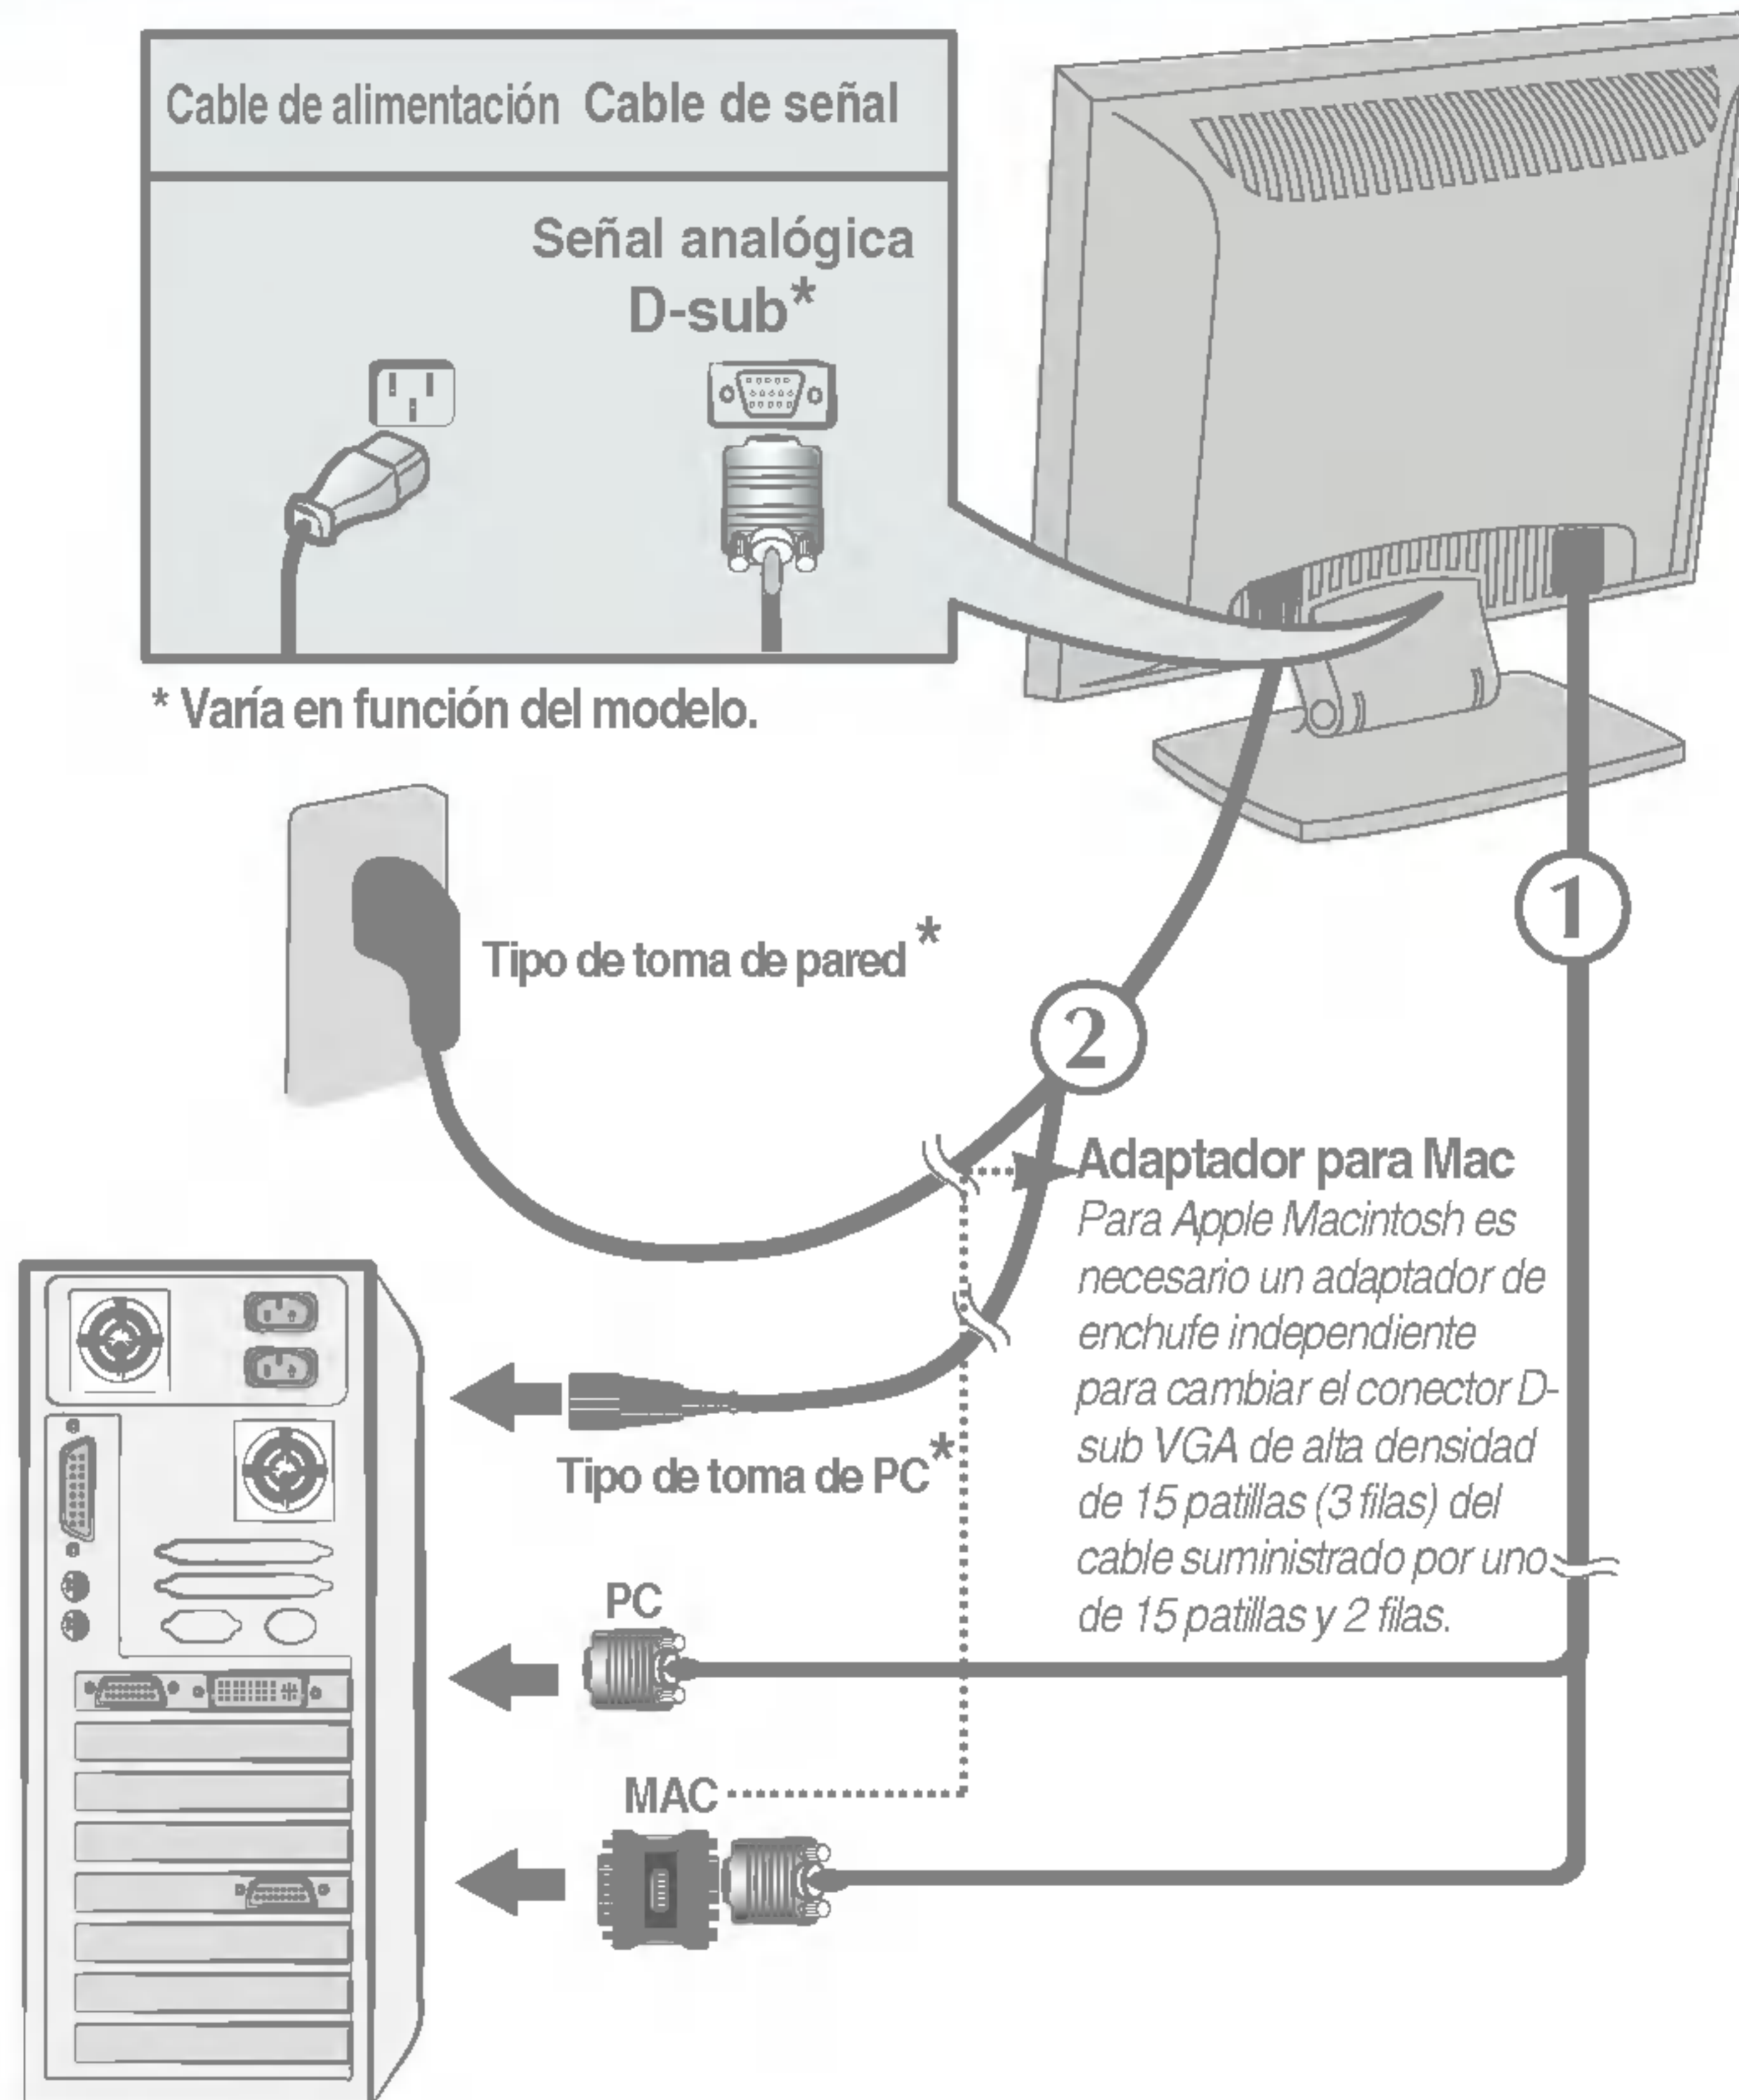 Cable de alimentación Cable de señal
Señal analógica
D-sub*
* Varía en función del modelo.
Tipo de toma de pared *
1
2
Adaptador para Mac
Para Apple Macintosh es
necesario un adaptador de
enchufe independiente
para cambiar el conector D-
sub VGA de alta densidad
de 15 patillas (3 filas) del
cable suministrado por uno
de 15 patillas y 2 filas.
Tipo de toma de PC*
PC
MAC